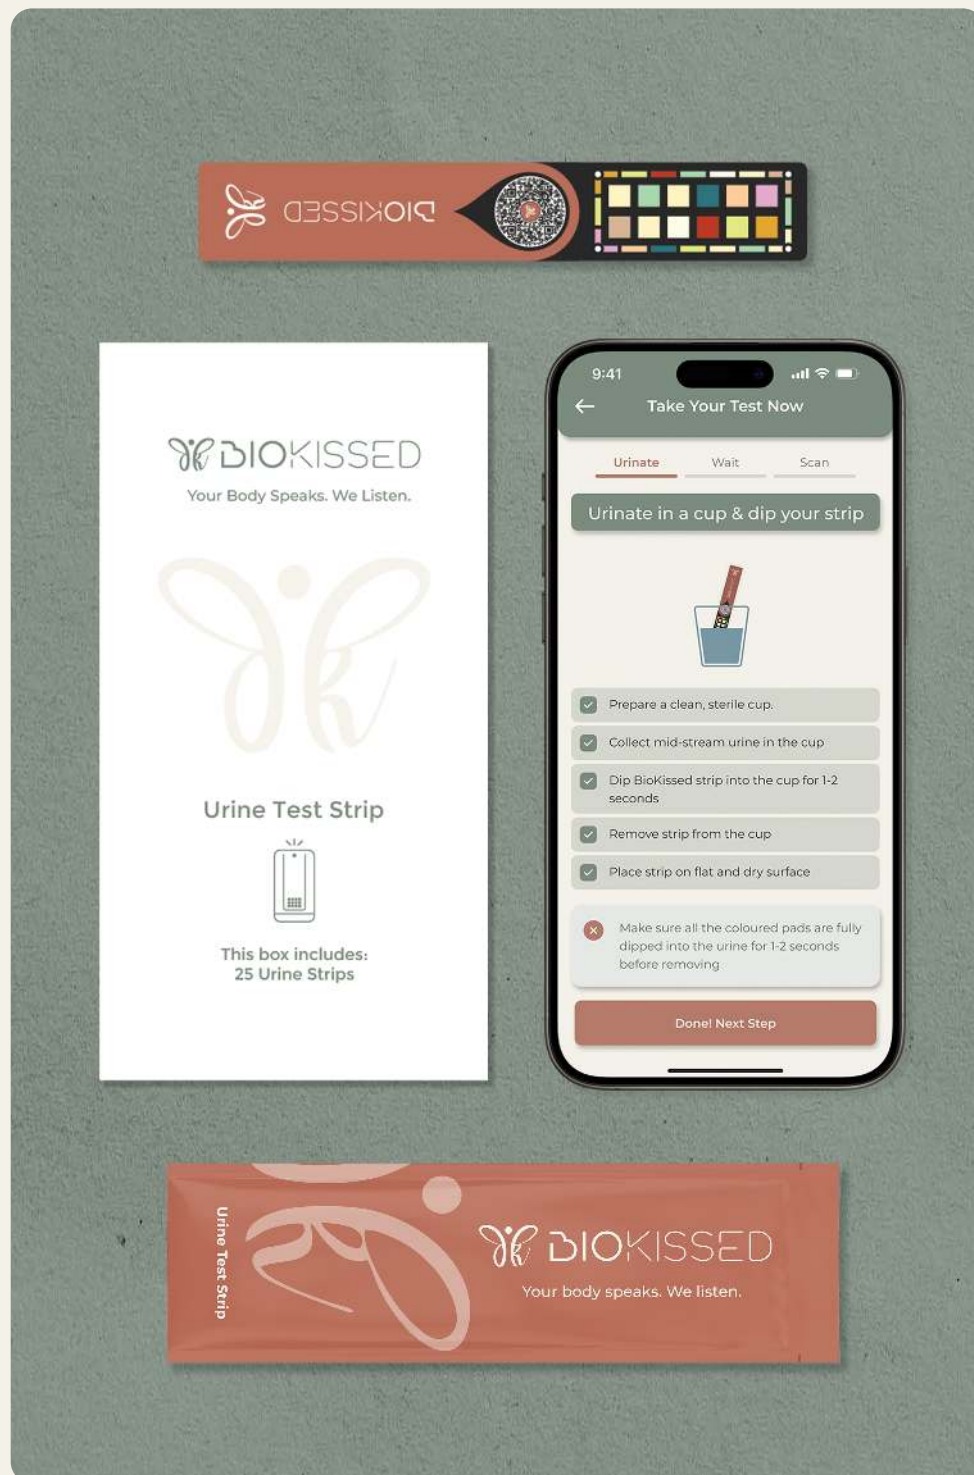 BIOKISSED
BIOKISSED
Your Body Speaks. We Listen.
Urine Test Strip
This box includes:
25 Urine Strips
9:41
Take Your Test Now
Urinate Wait Scan
Urinate in a cup & dip your strip
Prepare a clean, sterile cup.
Collect mid-stream urine in the cup
Dip BioKissed strip into the cup for 1-2
seconds
Remove strip from the cup
Place strip on flat and dry surface
Make sure all the coloured pads are fully
dipped into the urine for 1-2 seconds
before removing
Done! Next Step
Urine Test Strip
BIOKISSED
Your body speaks. We listen.